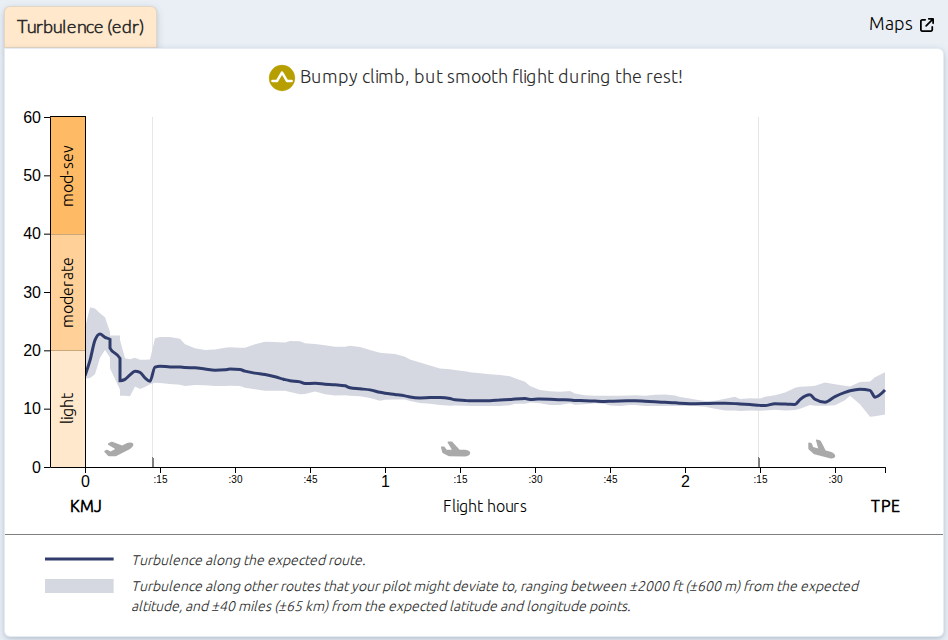 Turbulence (edr)
Maps
Bumpy climb, but smooth flight during the rest!
60
50
40
30
20
10
0
mod-sev
moderate
light
0 :15 :30 :45 1 :15 :30 :45 2 :15 :30
KMJ Flight hours TPE
Turbulence along the expected route.
Turbulence along other routes that your pilot might deviate to, ranging between ±2000 ft (±600 m) from the expected
altitude, and ±40 miles (±65 km) from the expected latitude and longitude points.